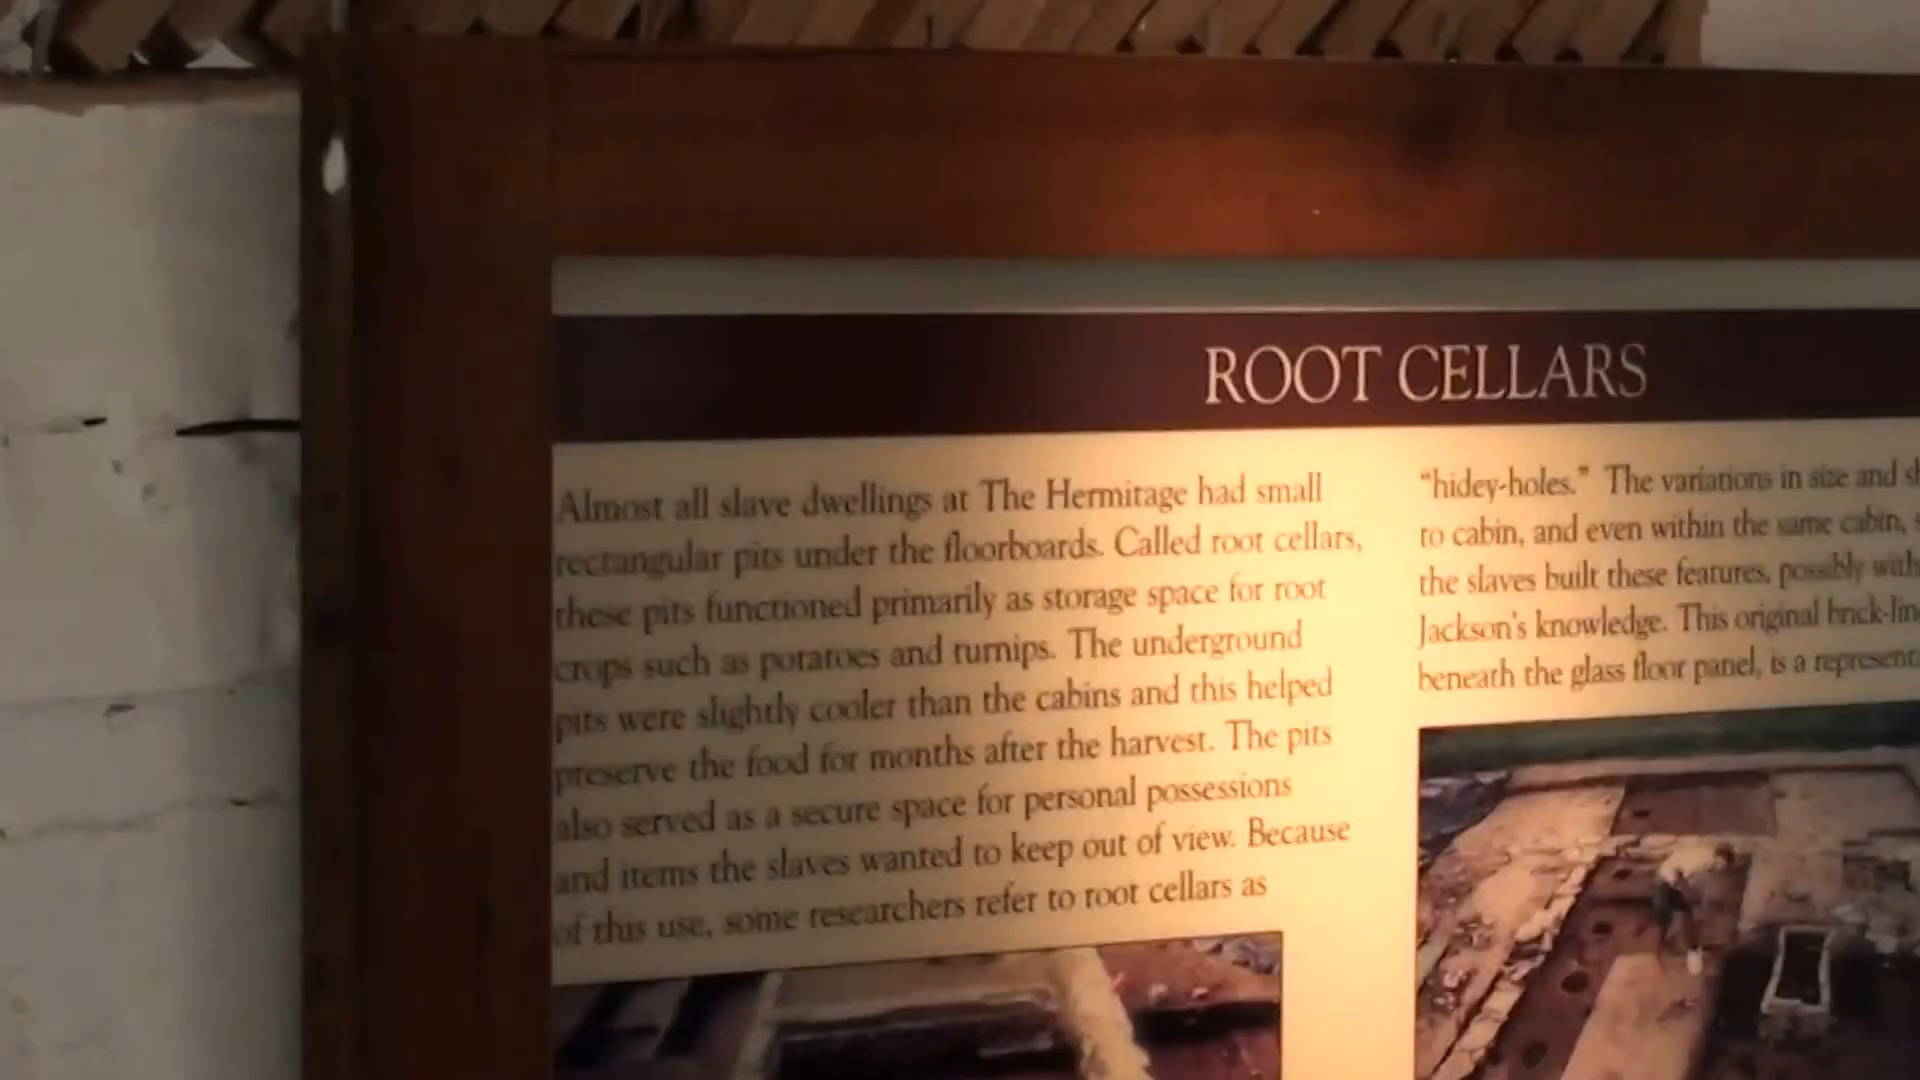 ROOT CELLARS
Almost all slave dwellings at The Hermitage had small
rectangular pits under the floorboards. Called root cellars,
these pits functioned primarily as storage space for root
crops such as potatoes and turnips. The underground
pits were slightly cooler than the cabins and this helped
preserve the food for months after the harvest. The pits
also served as a secure space for personal possessions
and items the slaves wanted to keep out of view. Because
of this use, some researchers refer to root cellars as
"hidey-holes." The variations in size and
to cabin, and even within the same cabin,
the slaves built these features, possibly
Jackson's knowledge. This original
beneath the glass floor panel, is a